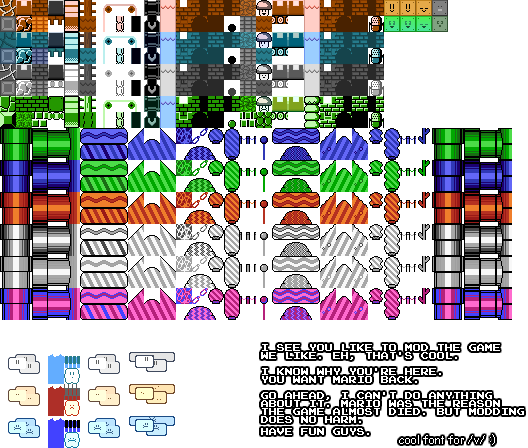 I SEE YOU LIKE TO MOD THE GAME
WE LIKE. EH, THAT'S COOL.
I KNOW WHY YOU'RE HERE.
YOU WANT MARIO BACK.
GO AHEAD, I CAN'T DO ANYTHING
ABOUT IT, MARIO WAS THE REASON
THE GAME ALMOST DIED. BUT MODDING
DOES NO HARM.
HAVE FUN GUYS.
cool font for /v/ :)